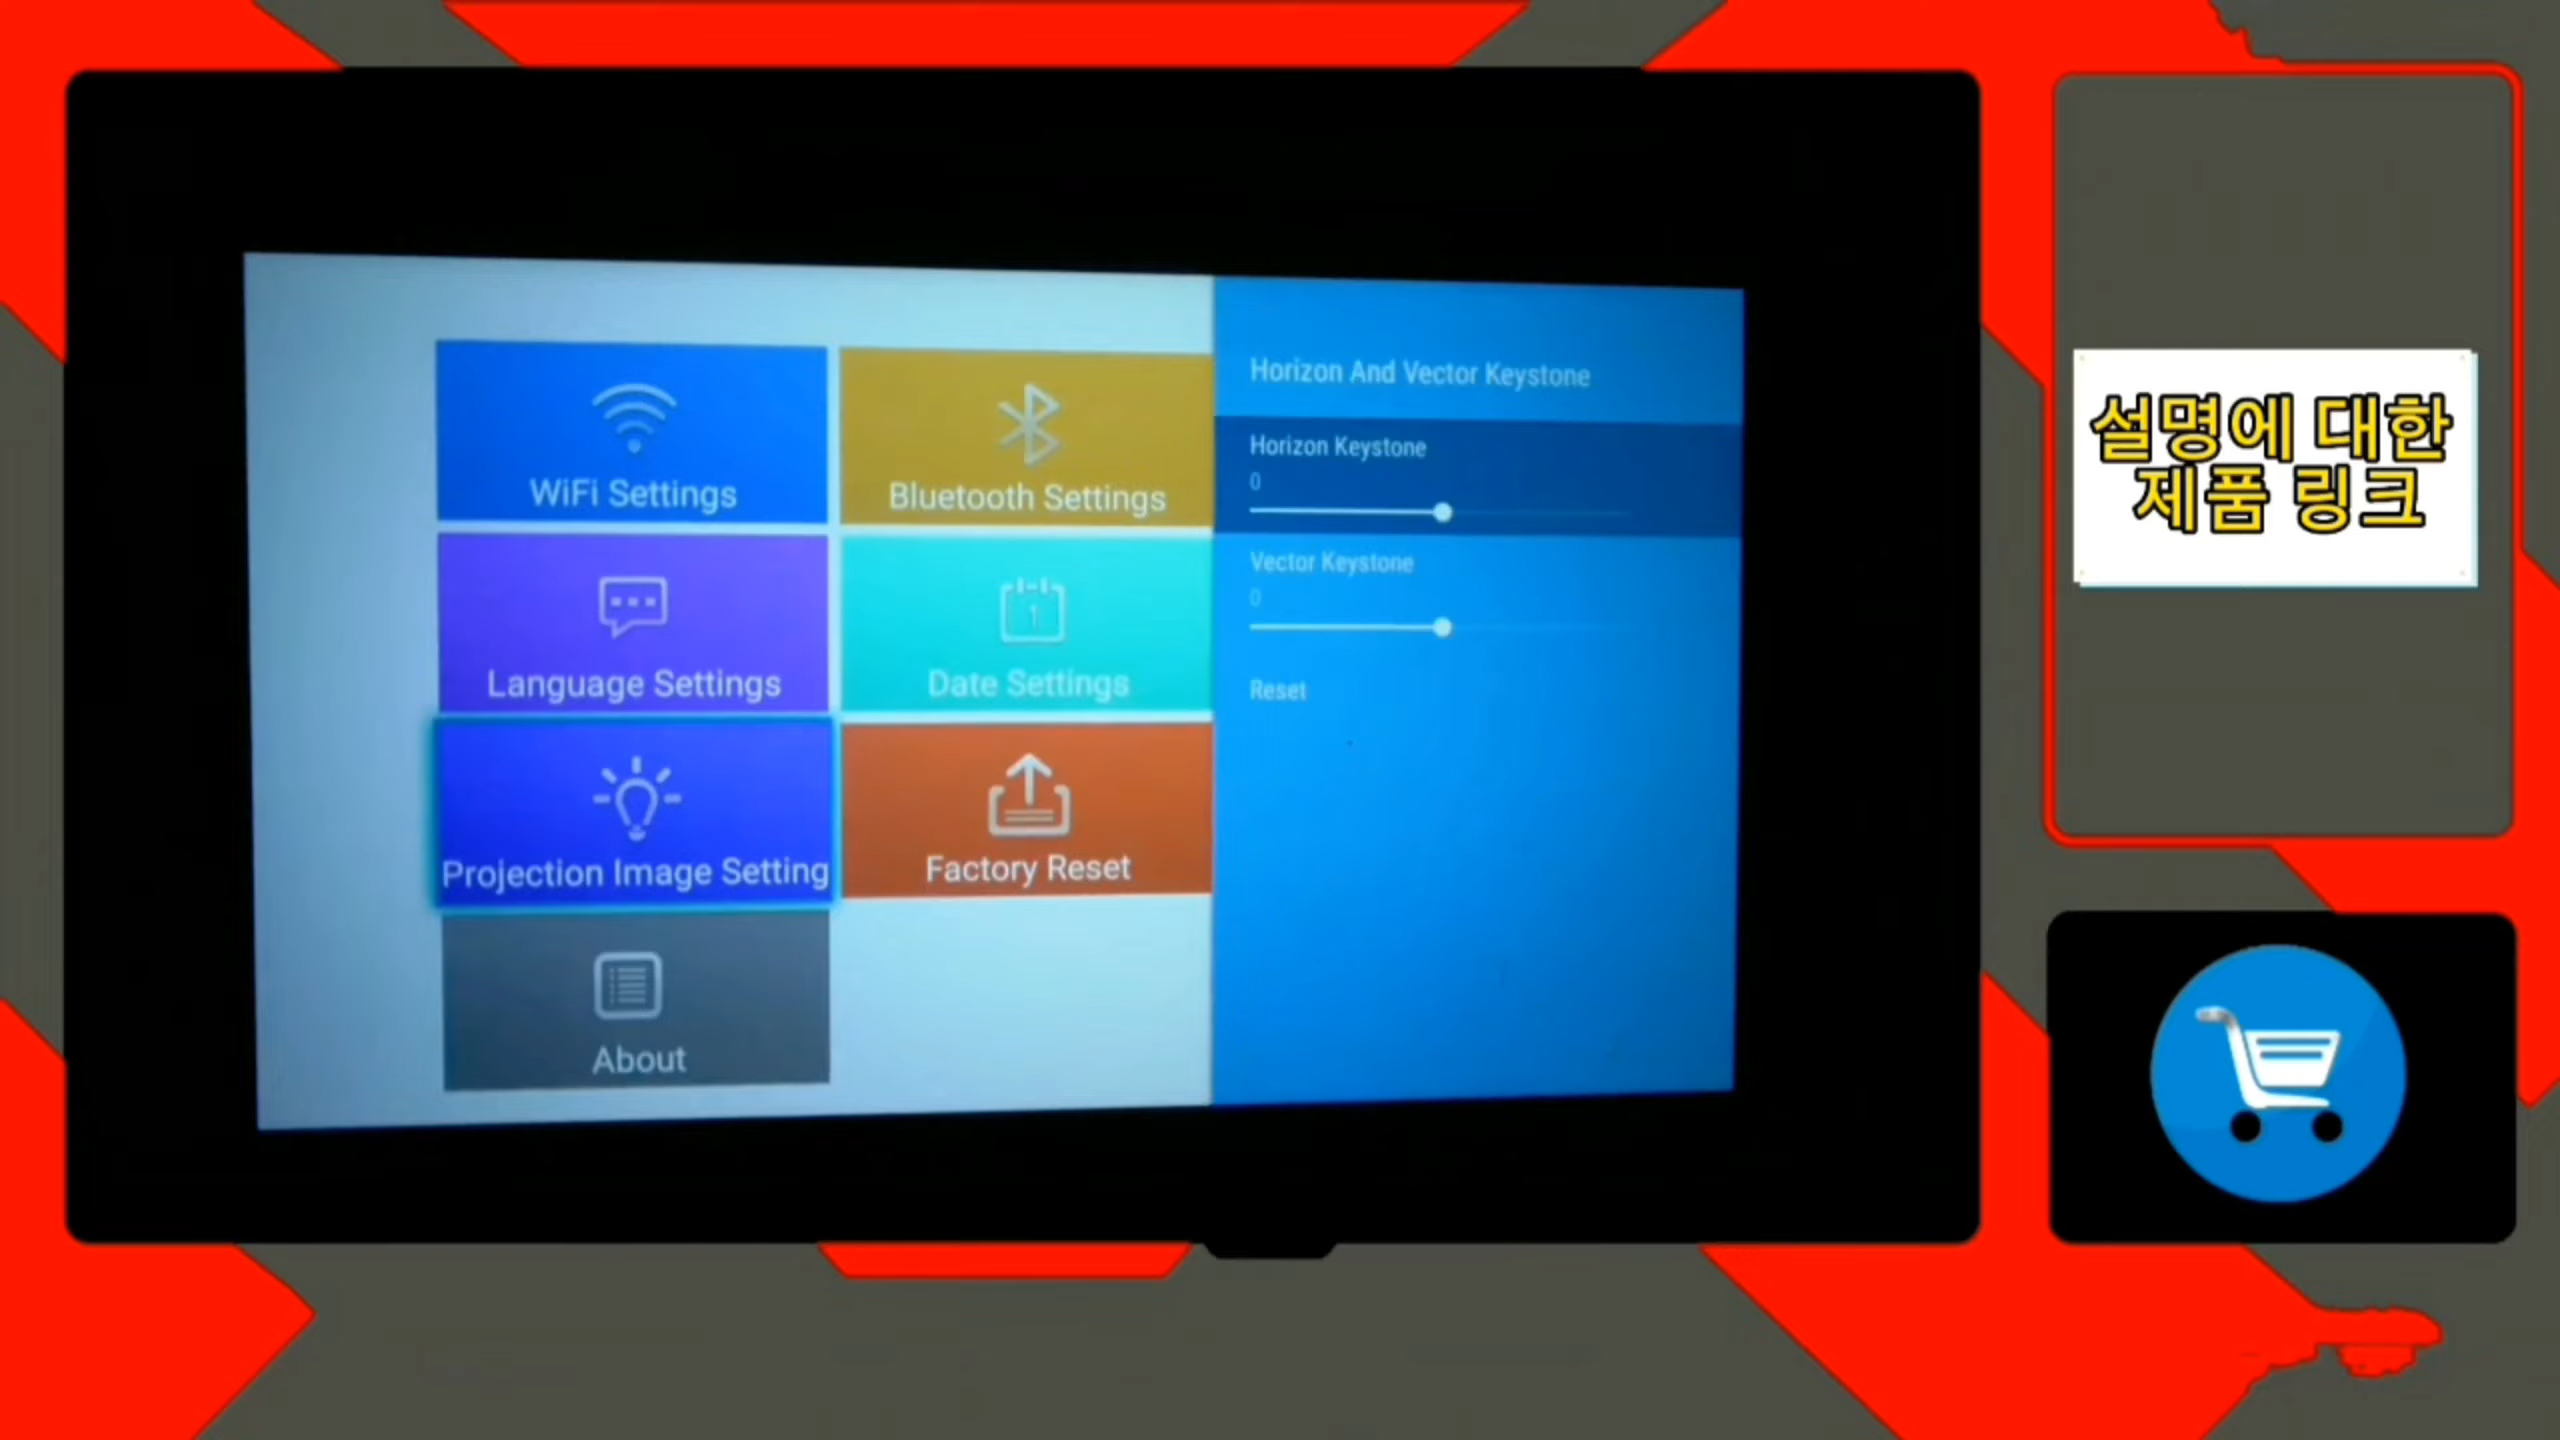 WiFi Settings
Bluetooth Settings
Language Settings
Date Settings
1
Projection Image Setting
Factory Reset
About
Horizon And Vector Keystone
Horizon Keystone
0
Vector Keystone
0
Reset
설명에 대한
제품 링크